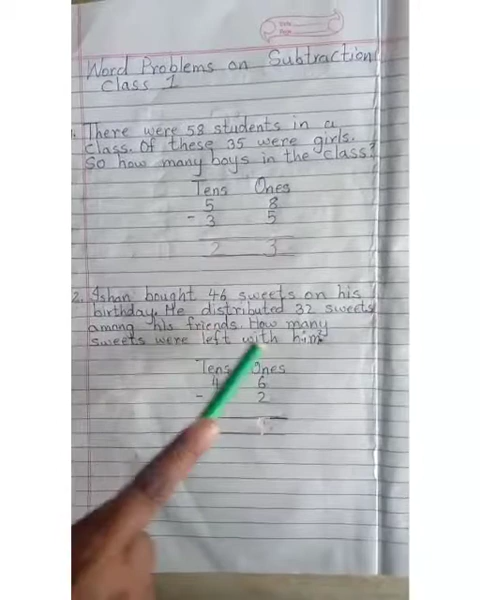 Date
Page
Word Problems on Subtraction
Class 1
1. There were 58 students in a
class. Of these 35 were girls.
So how many boys in the class?
Tens Ones
5 8
- 3 5
2 3
2. Ishan bought 46 sweets on his
birthday. He distributed 32 sweets
among his friends. How many
sweets were left with him?
Tens Ones
4 6
- 2